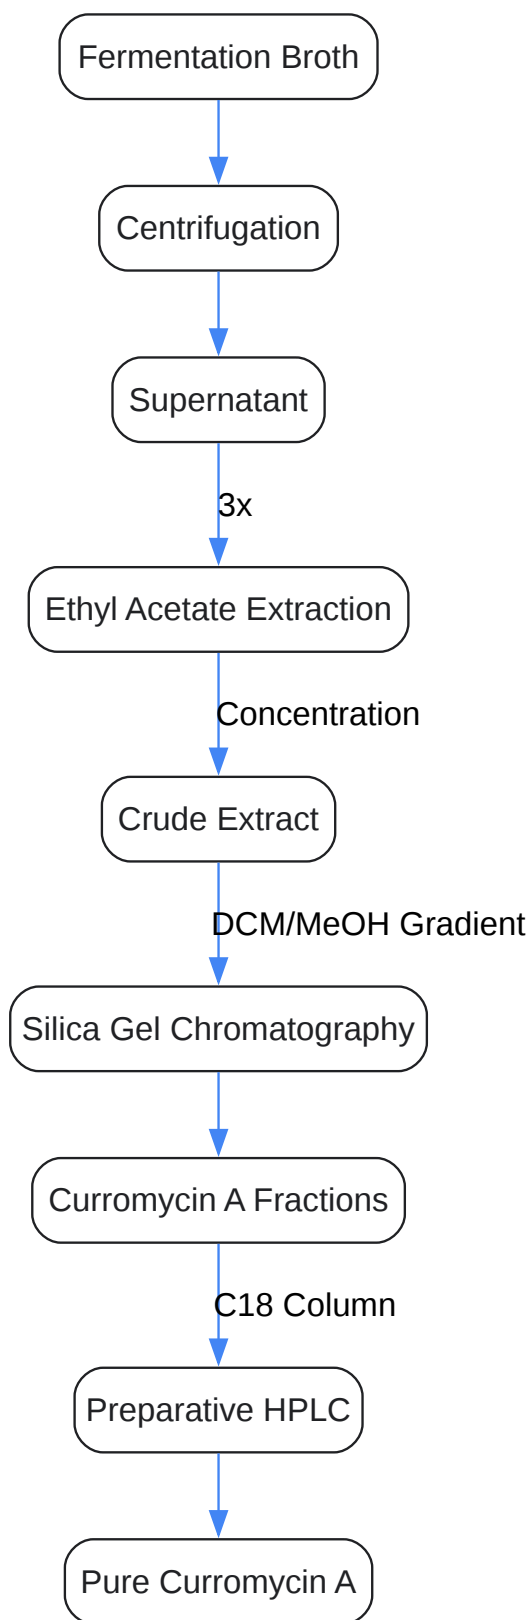 Fermentation Broth
Centrifugation
Supernatant
3x
Ethyl Acetate Extraction
Concentration
Crude Extract
DCM/MeOH Gradient
Silica Gel Chromatography
Curromycin A Fractions
C18 Column
Preparative HPLC
Pure Curromycin A